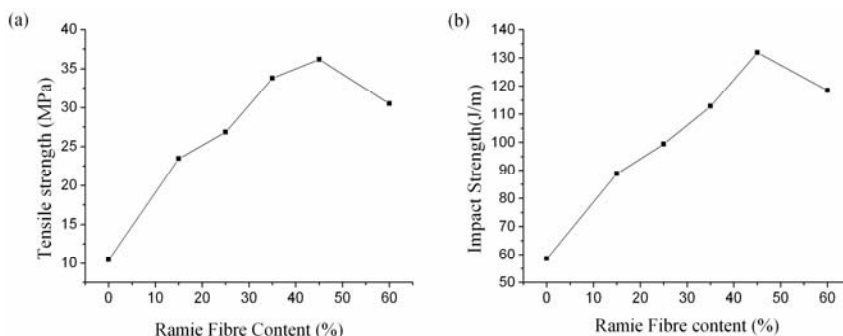 (a)
40
35
30
25
20
15
10
Tensile strength (MPa)
0 10 20 30 40 50 60
Ramie Fibre Content (%)
(b)
140
130
120
110
100
90
80
70
60
50
Impact Strength(J/m)
0 10 20 30 40 50 60
Ramie Fibre content (%)